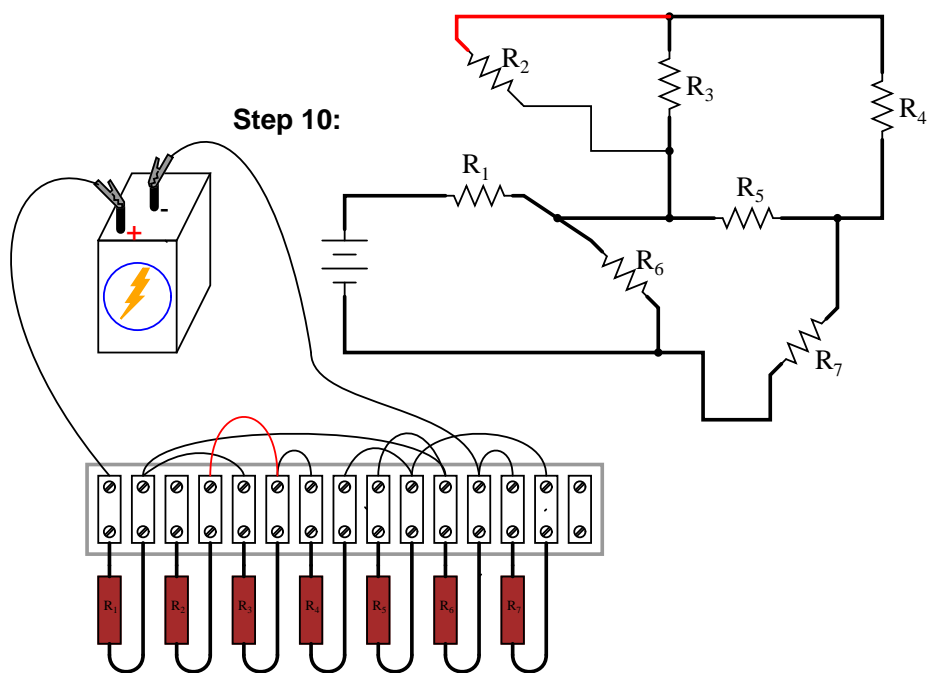 R₂
R₃
R₄
Step 10:
R₁
R₅
-
+
R₆
R₇
R₁ R₂ R₃ R₄ R₅ R₆ R₇